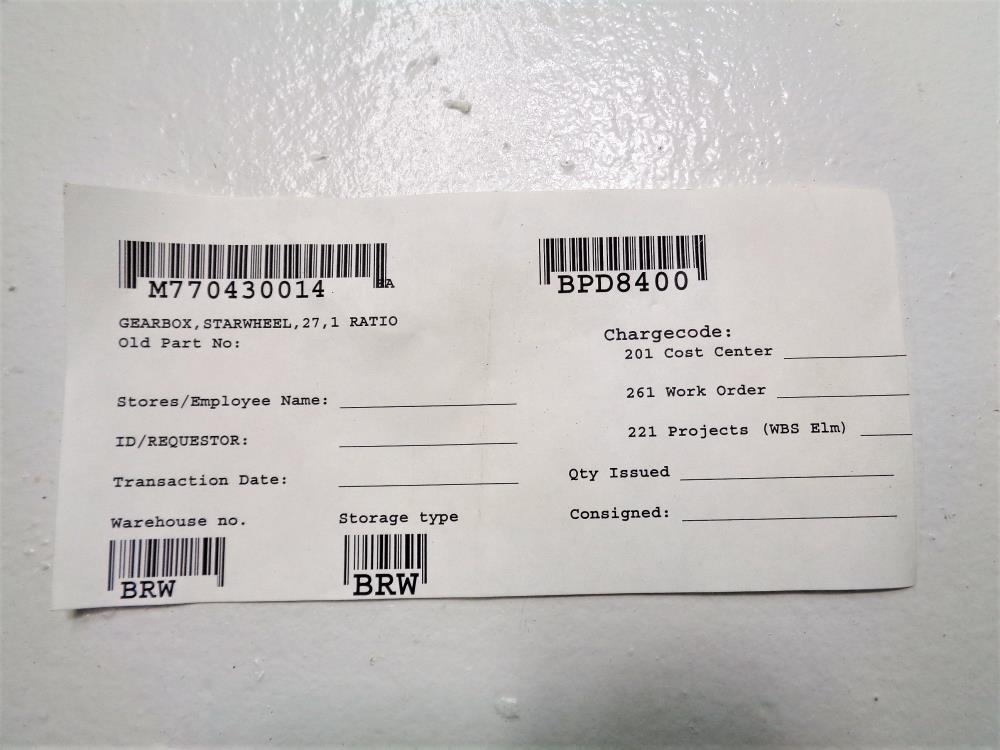 M770430014 EA
GEARBOX,STARWHEEL,27,1 RATIO
Old Part No:
Stores/Employee Name:
ID/REQUESTOR:
Transaction Date:
Warehouse no.
BRW
Storage type
BRW
BPD8400
Chargecode:
201 Cost Center
261 Work Order
221 Projects (WBS Elm)
Qty Issued
Consigned: